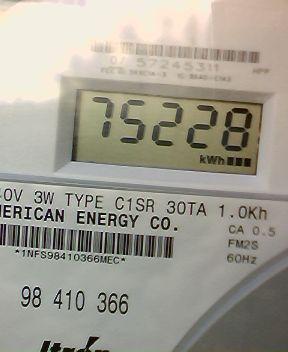 57245311
75228
kWh
0V 3W TYPE C1SR 30TA 1.0Kh
MERICAN ENERGY CO.
CA 0.5
FM2S
60Hz
*1NFS98410366MEC*
98 410 366
Itron